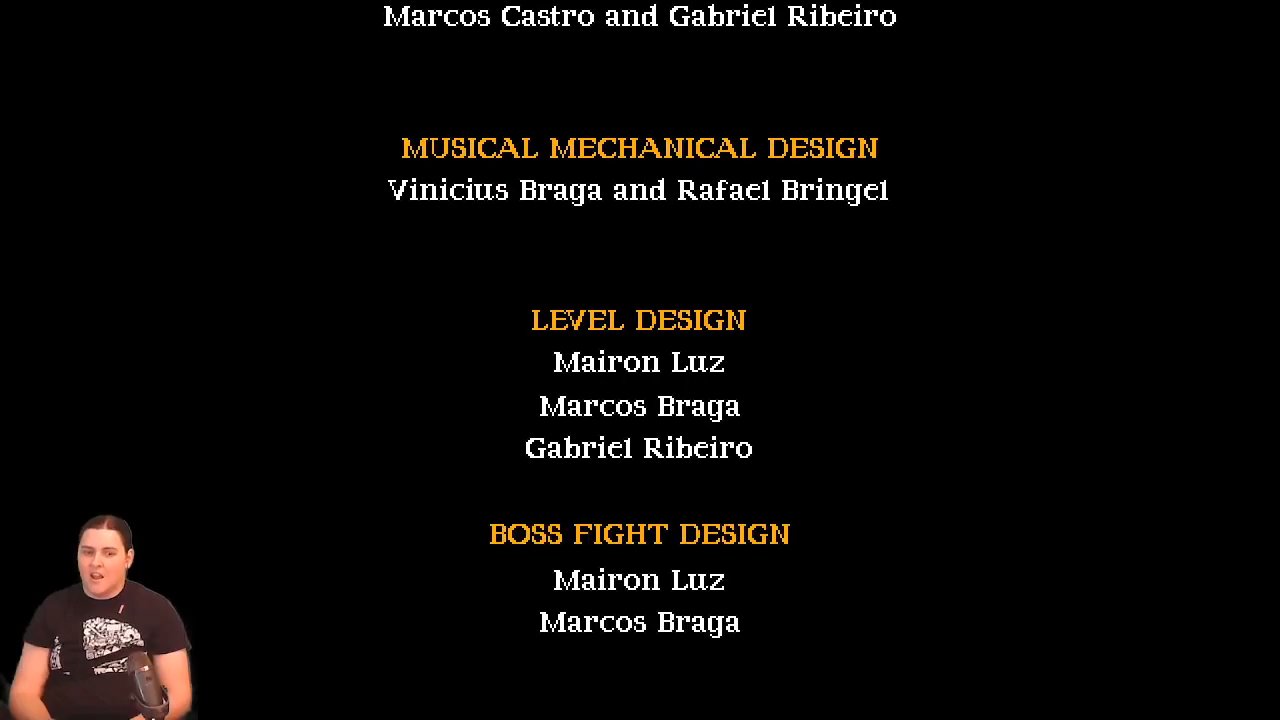 Marcos Castro and Gabriel Ribeiro
MUSICAL MECHANICAL DESIGN
Vinicius Braga and Rafael Bringel
LEVEL DESIGN
Mairon Luz
Marcos Braga
Gabriel Ribeiro
BOSS FIGHT DESIGN
Mairon Luz
Marcos Braga